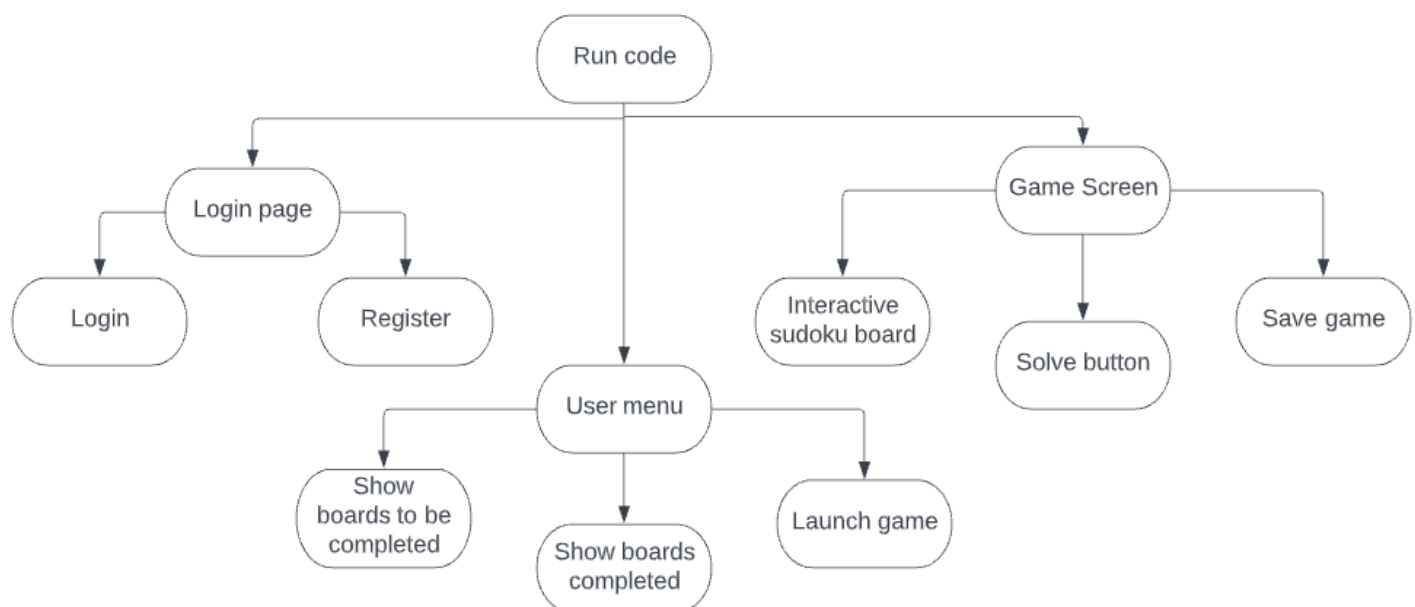 Run code
Login page
Login
Register
Game Screen
Interactive
sudoku board
Solve button
Save game
User menu
Show
boards to be
completed
Show boards
completed
Launch game